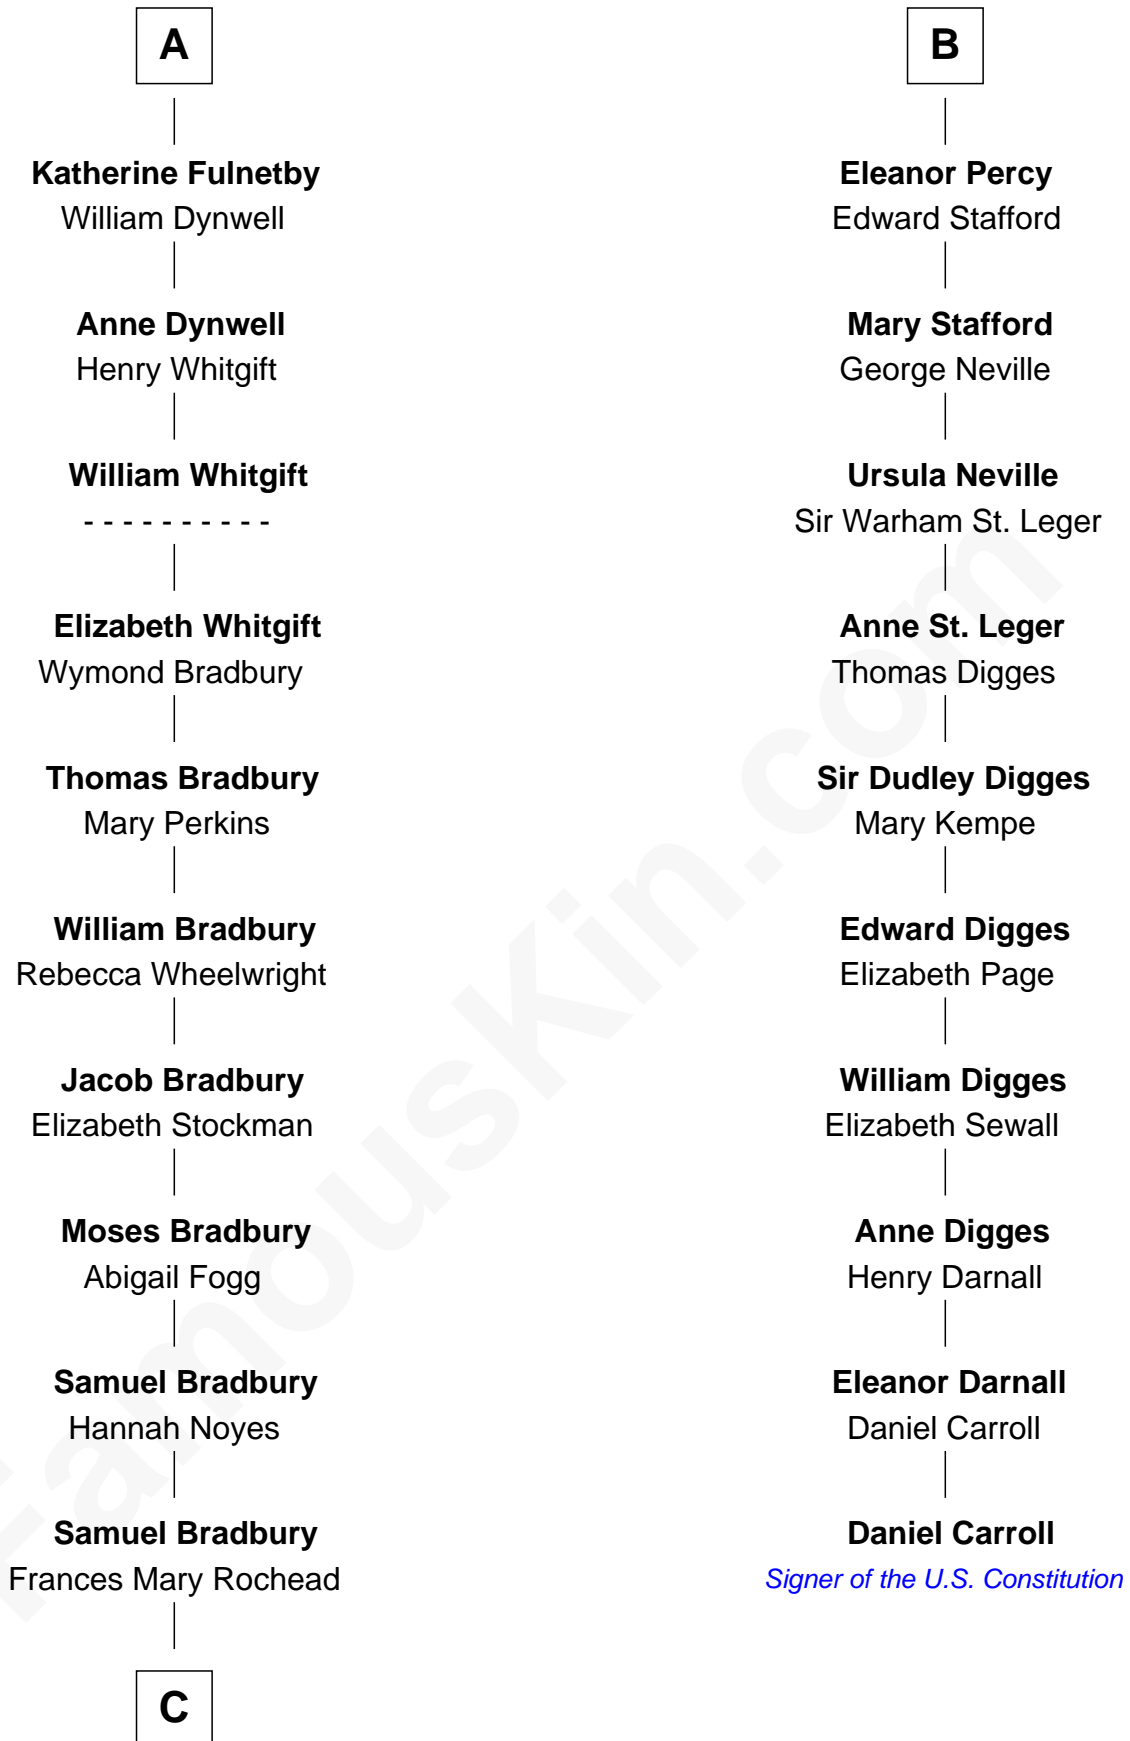 A
Katherine Fulnetby
William Dynwell
Anne Dynwell
Henry Whitgift
William Whitgift
- - - - - - - - - -
Elizabeth Whitgift
Wymond Bradbury
Thomas Bradbury
Mary Perkins
William Bradbury
Rebecca Wheelwright
Jacob Bradbury
Elizabeth Stockman
Moses Bradbury
Abigail Fogg
Samuel Bradbury
Hannah Noyes
Samuel Bradbury
Frances Mary Rochead
C
B
Eleanor Percy
Edward Stafford
Mary Stafford
George Neville
Ursula Neville
Sir Warham St. Leger
Anne St. Leger
Thomas Digges
Sir Dudley Digges
Mary Kempe
Edward Digges
Elizabeth Page
William Digges
Elizabeth Sewall
Anne Digges
Henry Darnall
Eleanor Darnall
Daniel Carroll
Daniel Carroll
Signer of the U.S. Constitution
FamousKin.com